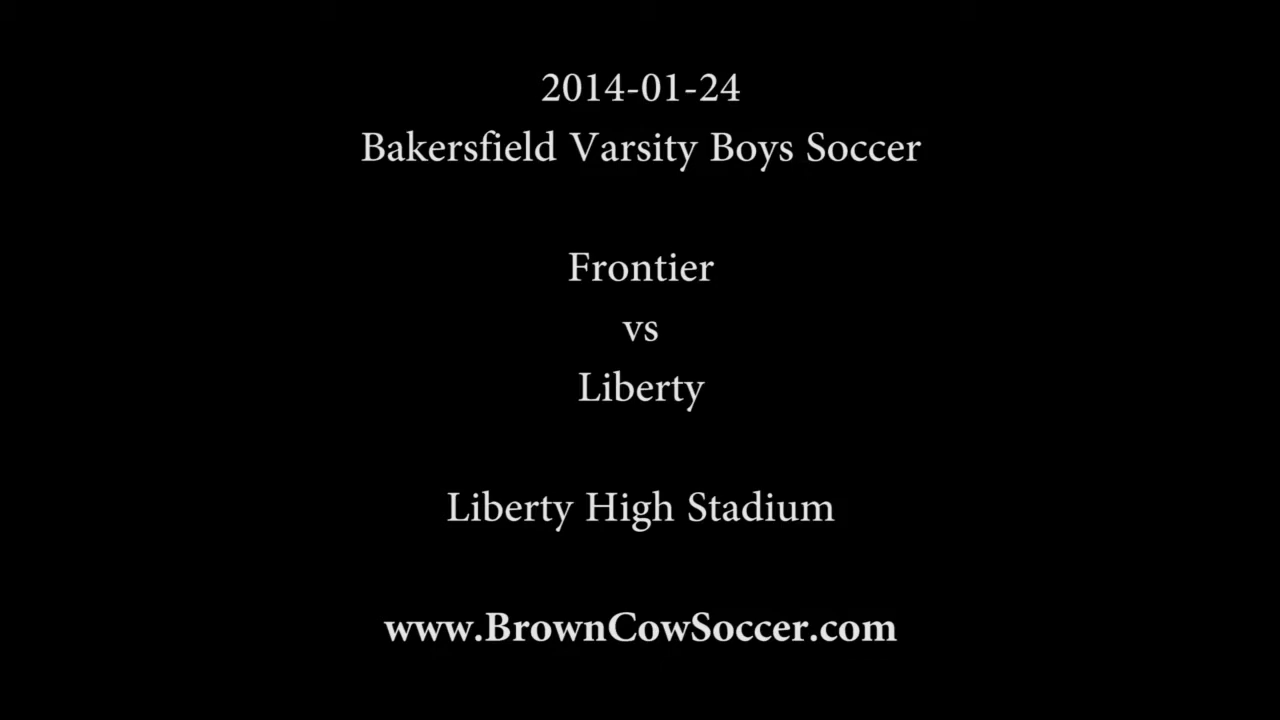 2014-01-24
Bakersfield Varsity Boys Soccer
Frontier
vs
Liberty
Liberty High Stadium
www.BrownCowSoccer.com